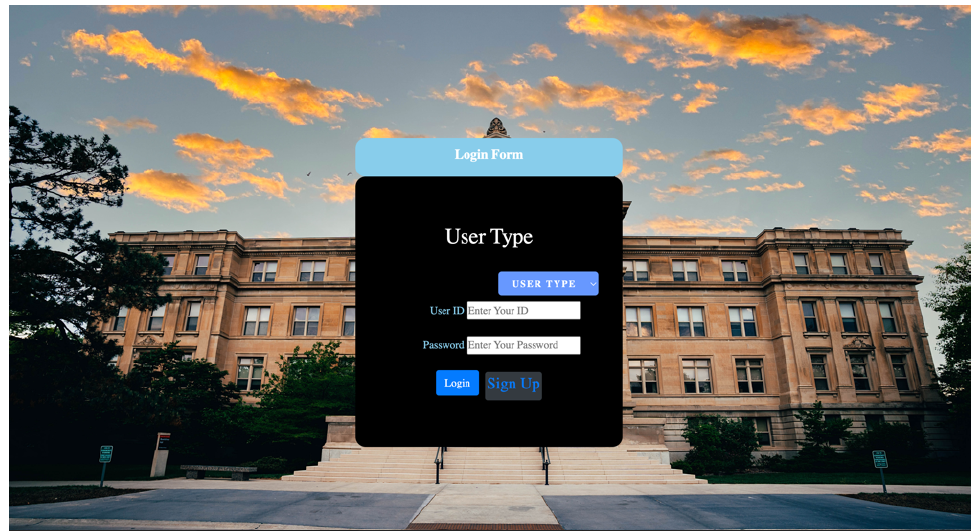 Login Form
User Type
USER TYPE
User ID Enter Your ID
Password Enter Your Password
Login Sign Up